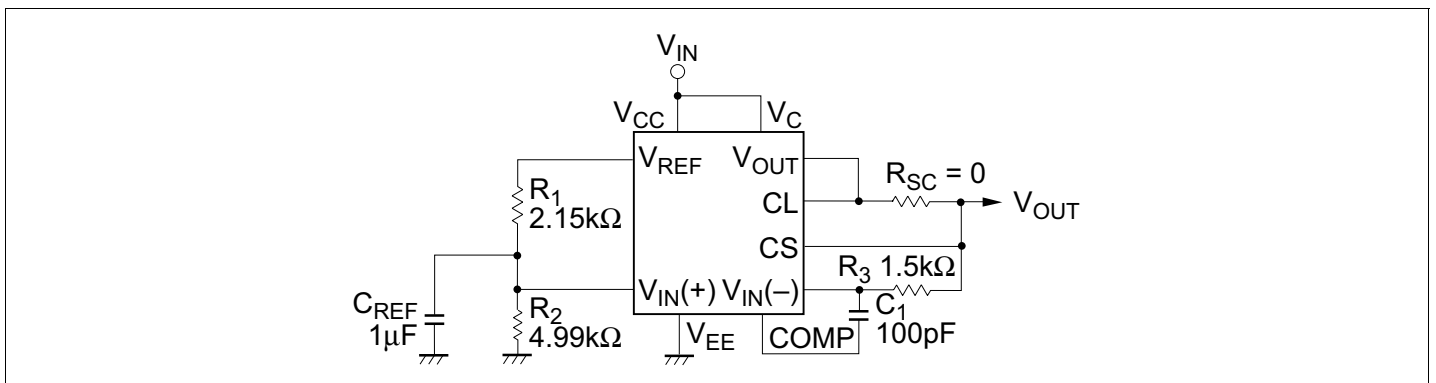 V_IN
V_CC
V_C
V_REF
V_OUT
R_SC = 0
R_1
2.15kΩ
CL
V_OUT
CS
R_3 1.5kΩ
V_IN(+)
V_IN(–)
C_REF
1μF
R_2
4.99kΩ
C_1
100pF
V_EE
COMP